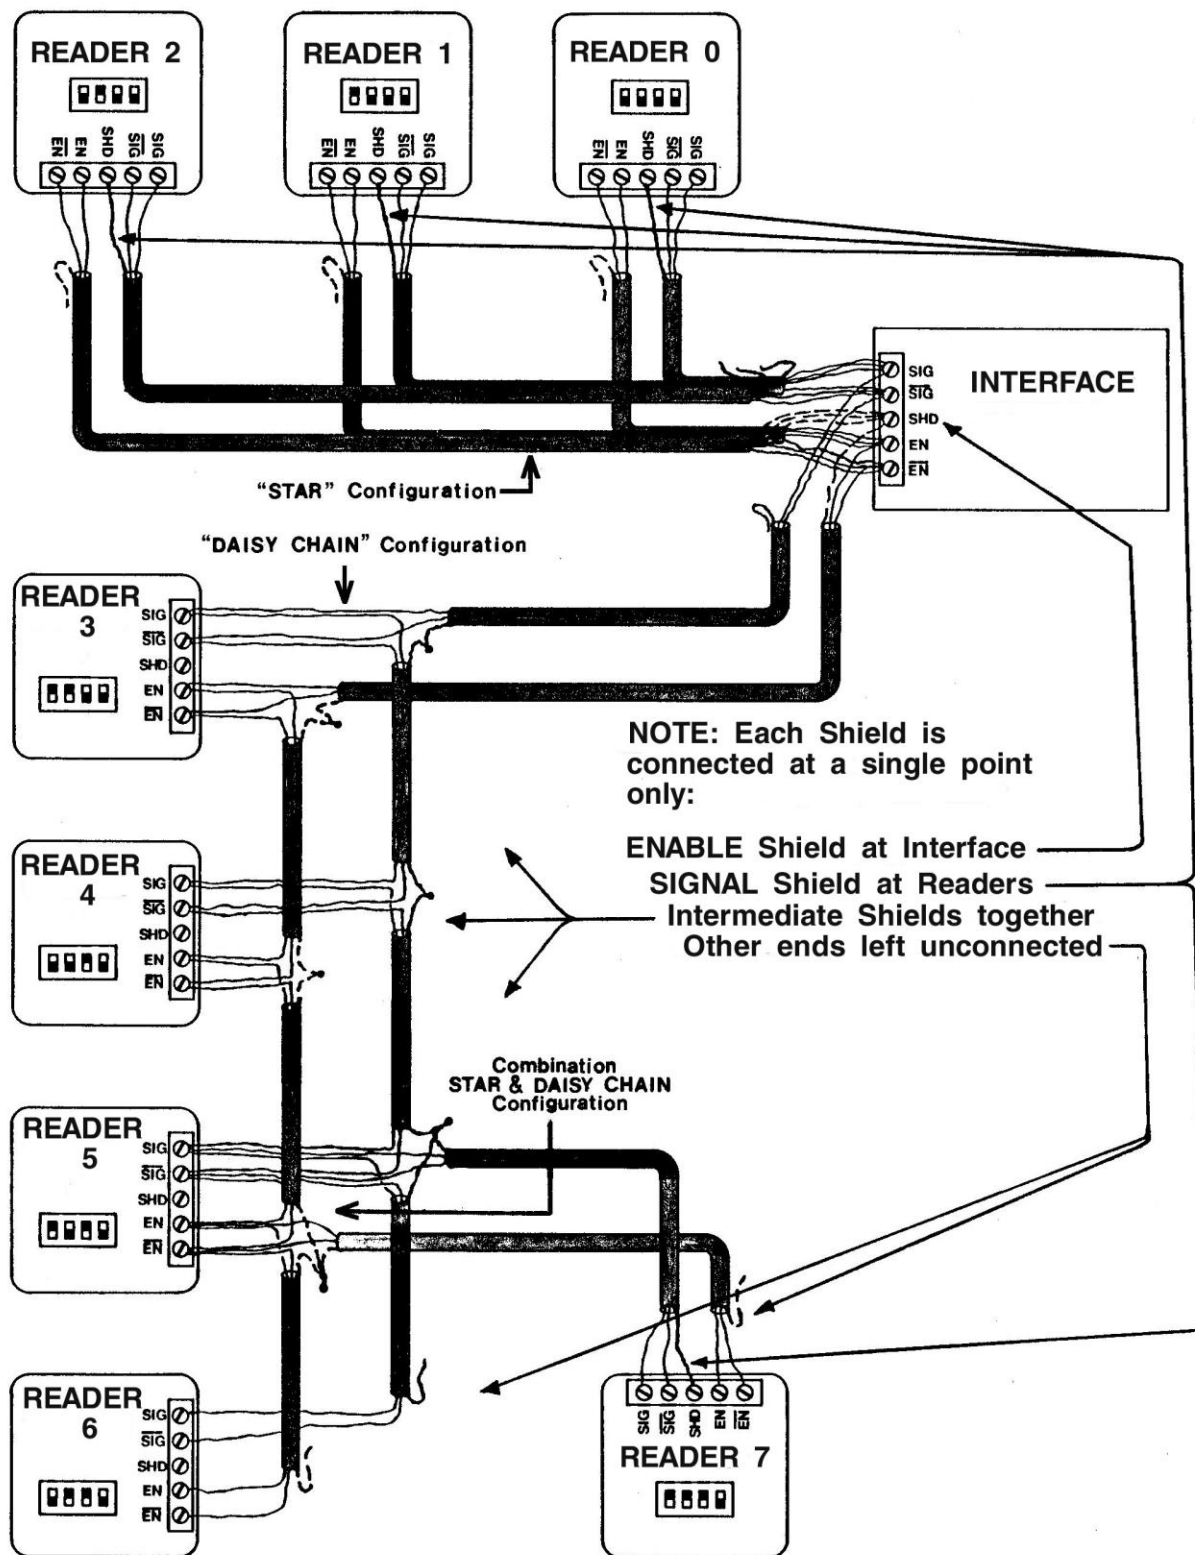 READER 2
EN
EN
SHD
SIG
SIG
READER 1
EN
EN
SHD
SIG
SIG
READER 0
EN
EN
SHD
SIG
SIG
INTERFACE
SIG
SIG
SHD
EN
EN
“STAR” Configuration
“DAISY CHAIN” Configuration
READER
3
SIG
SIG
SHD
EN
EN
NOTE: Each Shield is
connected at a single point
only:
ENABLE Shield at Interface
SIGNAL Shield at Readers
Intermediate Shields together
Other ends left unconnected
READER
4
SIG
SIG
SHD
EN
EN
Combination
STAR & DAISY CHAIN
Configuration
READER
5
SIG
SIG
SHD
EN
EN
READER
6
SIG
SIG
SHD
EN
EN
SIG
SIG
SHD
EN
EN
READER 7